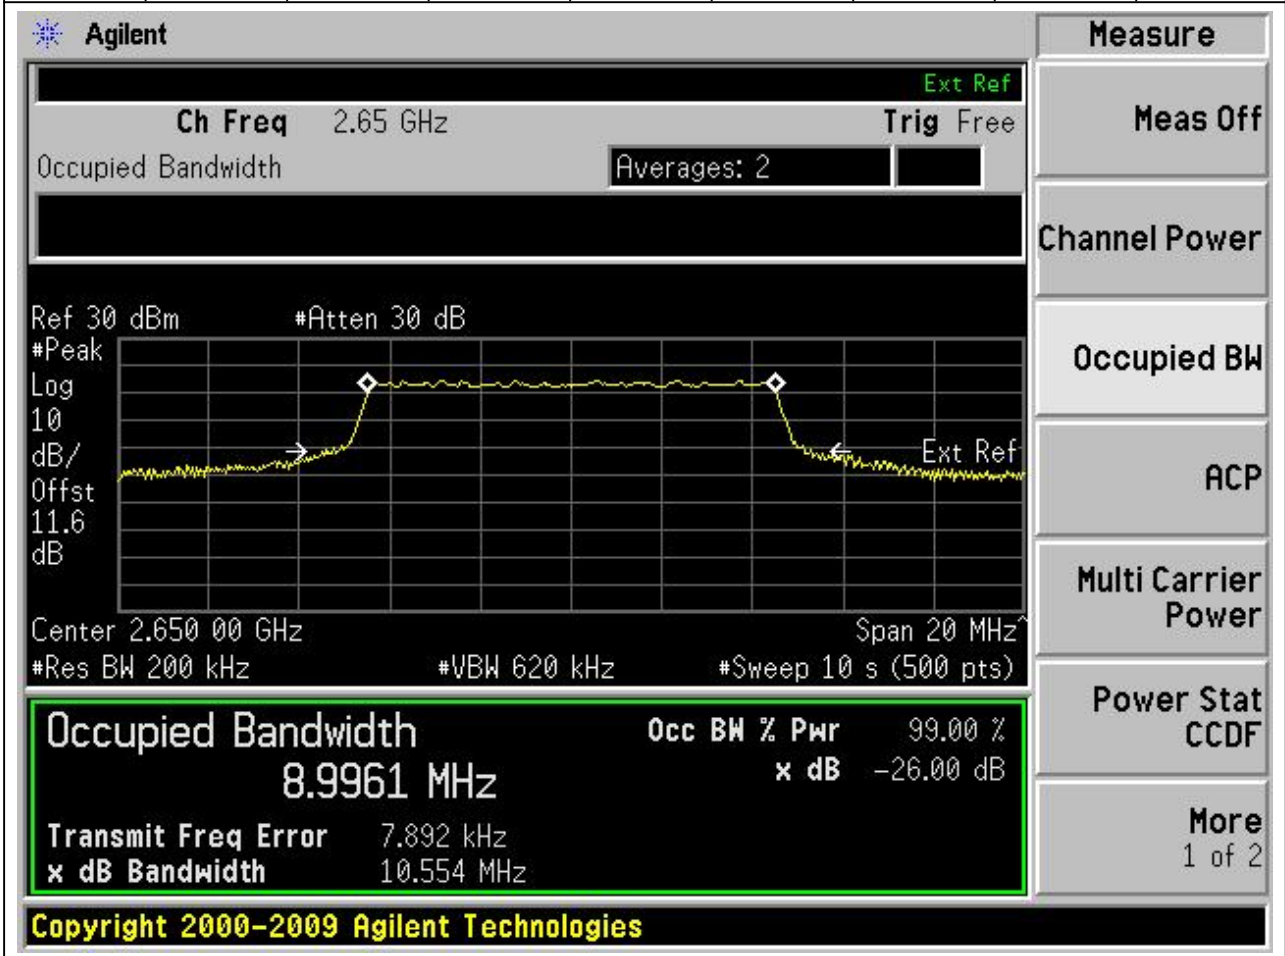 Agilent
Measure
Ext Ref
Ch Freq 2.65 GHz Trig Free
Meas Off
Occupied Bandwidth Averages: 2
Channel Power
Ref 30 dBm #Atten 30 dB
#Peak
Log
10
dB/
Offst
11.6
dB
Ext Ref
Occupied BW
ACP
Multi Carrier
Power
Center 2.650 00 GHz Span 20 MHz^
#Res BW 200 kHz #VBW 620 kHz #Sweep 10 s (500 pts)
Power Stat
CCDF
Occupied Bandwidth Occ BW % Pwr 99.00 %
8.9961 MHz x dB -26.00 dB
Transmit Freq Error 7.892 kHz
x dB Bandwidth 10.554 MHz
More
1 of 2
Copyright 2000-2009 Agilent Technologies